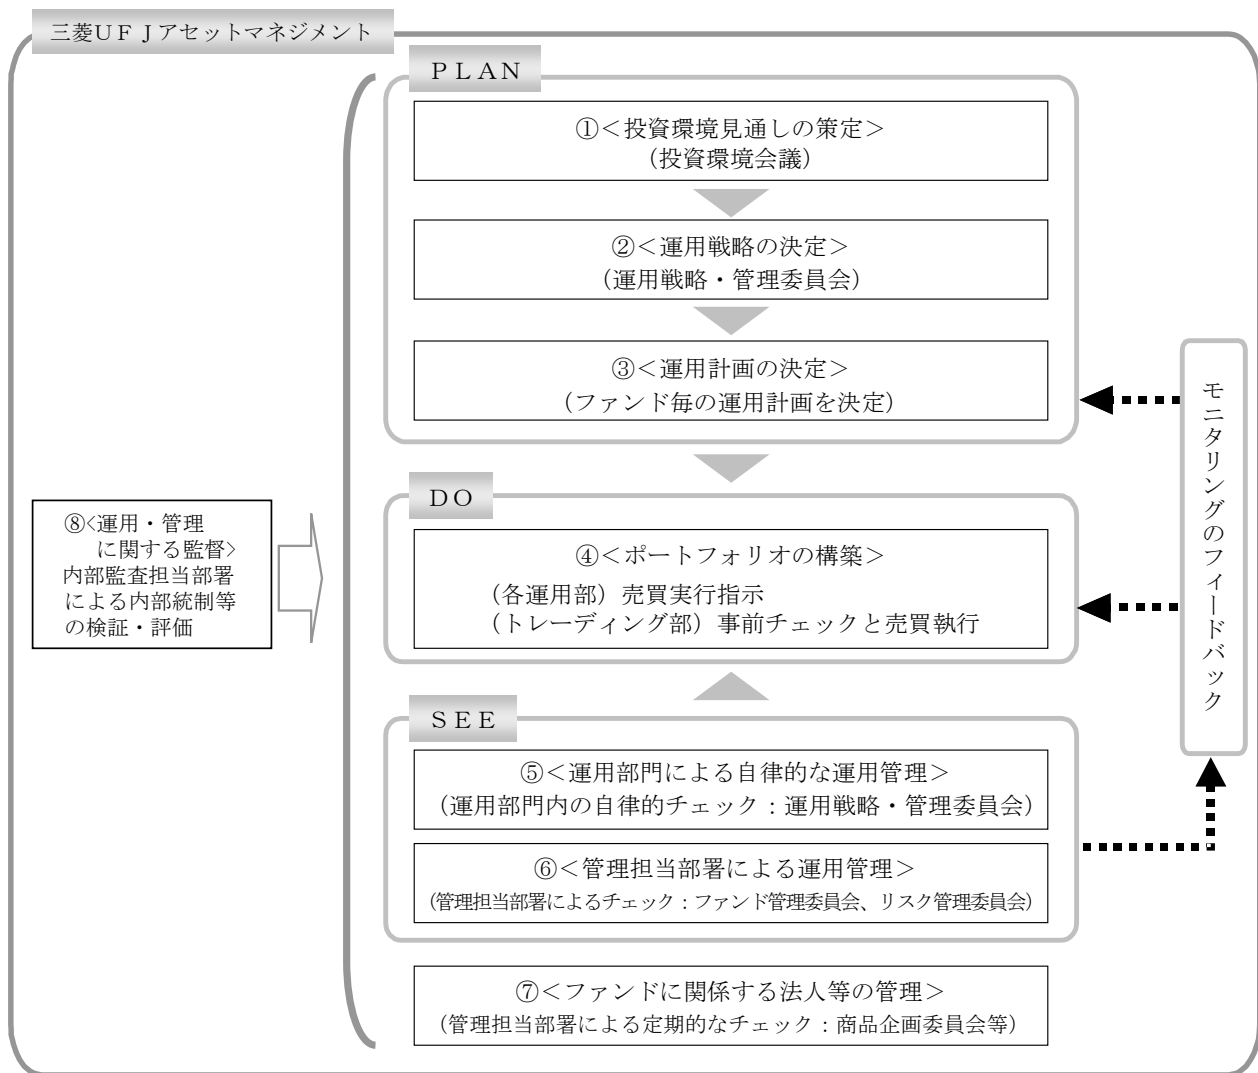 三菱ＵＦＪアセットマネジメント
ＰＬＡＮ
①＜投資環境見通しの策定＞
（投資環境会議）
②＜運用戦略の決定＞
（運用戦略・管理委員会）
③＜運用計画の決定＞
（ファンド毎の運用計画を決定）
ＤＯ
④＜ポートフォリオの構築＞
（各運用部）売買実行指示
（トレーディング部）事前チェックと売買執行
ＳＥＥ
⑤＜運用部門による自律的な運用管理＞
（運用部門内の自律的チェック：運用戦略・管理委員会）
⑥＜管理担当部署による運用管理＞
（管理担当部署によるチェック：ファンド管理委員会、リスク管理委員会）
⑦＜ファンドに関係する法人等の管理＞
（管理担当部署による定期的なチェック：商品企画委員会等）
⑧<運用・管理
に関する監督>
内部監査担当部署
による内部統制等
の検証・評価
モニタリングのフィードバック